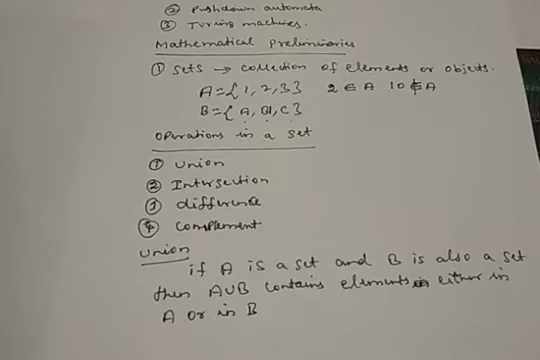 ② Pushdown automata
③ Turing machines.
Mathematical Preliminaries
① Sets → collection of elements or objects.
A={1,2,3} 2 ∈ A 10 ∉ A
B={A, B, C}
Operations in a set
① Union
② Intersection
③ difference
④ complement
Union
if A is a set and B is also a set
then A∪B contains elements either in
A or in B